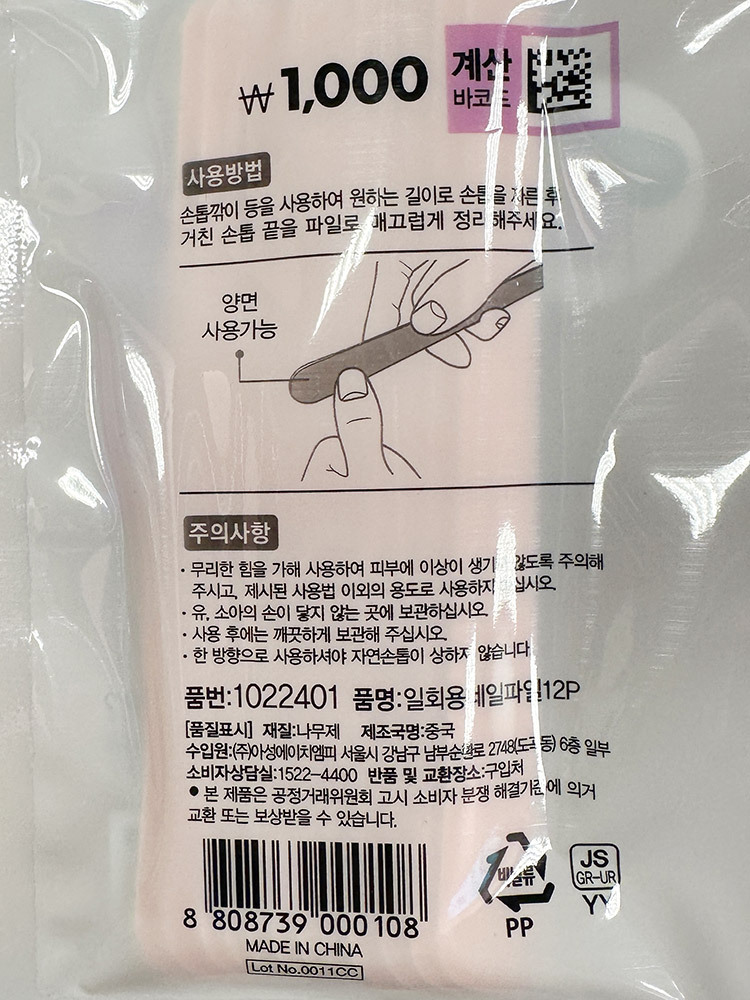 ₩1,000
계산
바코드
사용방법
손톱깎이 등을 사용하여 원하는 길이로 손톱을 자른 후
거친 손톱 끝을 파일로 매끄럽게 정리해주세요.
양면
사용가능
주의사항
· 무리한 힘을 가해 사용하여 피부에 이상이 생기 않도록 주의해
주시고, 제시된 사용법 이외의 용도로 사용하지 십시오.
· 유, 소아의 손이 닿지 않는 곳에 보관하십시오.
· 사용 후에는 깨끗하게 보관해 주십시오.
· 한 방향으로 사용하셔야 자연손톱이 상하지 않습니다.
품번:1022401 품명:일회용네일파일12P
[품질표시] 재질:나무제 제조국명:중국
수입원:(주)아성에이치엠피 서울시 강남구 남부순환로 2748(도곡동) 6층 일부
소비자상담실:1522-4400 반품 및 교환장소:구입처
● 본 제품은 공정거래위원회 고시 소비자 분쟁 해결기준에 의거
교환 또는 보상받을 수 있습니다.
비닐류
PP
JS
GR-UR
YY
8 808739 000108
MADE IN CHINA
Lot No.0011CC